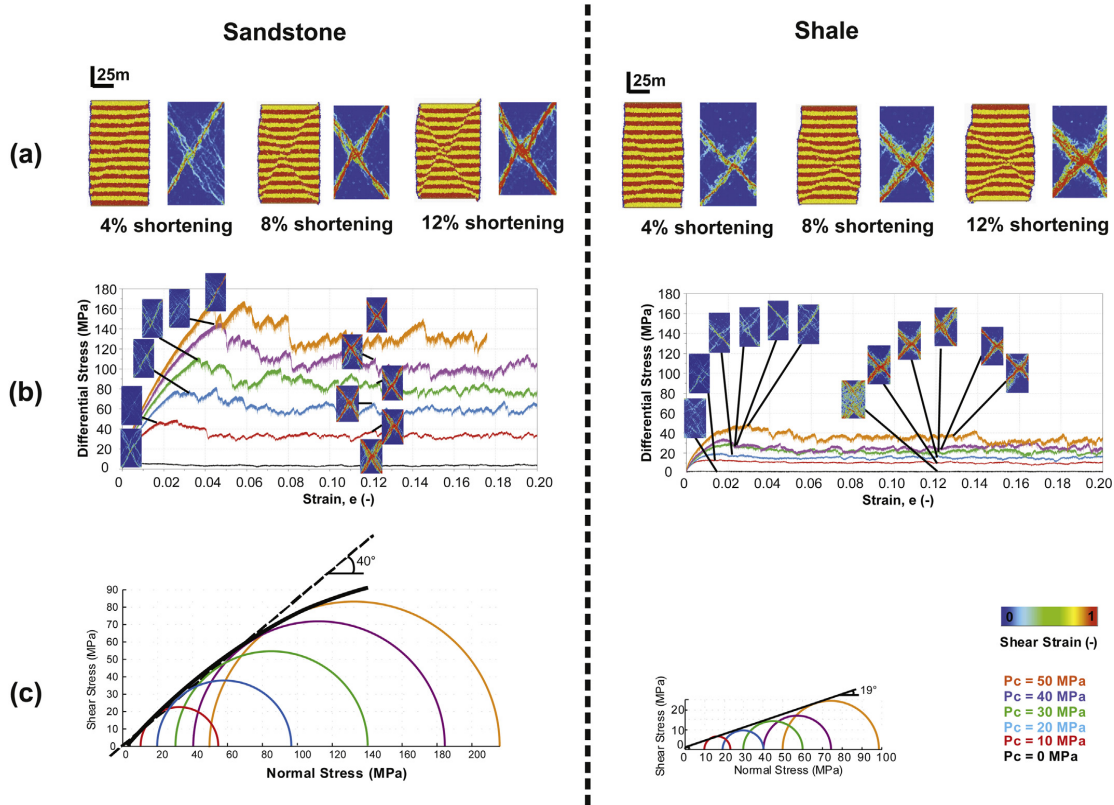 Sandstone
Shale
25m
25m
(a)
4% shortening
8% shortening
12% shortening
4% shortening
8% shortening
12% shortening
(b)
Differential Stress (MPa)
180
160
140
120
100
80
60
40
20
0
0 0.02 0.04 0.06 0.08 0.10 0.12 0.14 0.16 0.18 0.20
Strain, e (-)
Differential Stress (MPa)
180
160
140
120
100
80
60
40
20
0
0 0.02 0.04 0.06 0.08 0.10 0.12 0.14 0.16 0.18 0.20
Strain, e (-)
(c)
40°
Shear Stress (MPa)
90
80
70
60
50
40
30
20
10
0
0 20 40 60 80 100 120 140 160 180 200
Normal Stress (MPa)
19°
Shear Stress (MPa)
20
10
0
0 10 20 30 40 50 60 70 80 90 100
Normal Stress (MPa)
0 1
Shear Strain (-)
Pc = 50 MPa
Pc = 40 MPa
Pc = 30 MPa
Pc = 20 MPa
Pc = 10 MPa
Pc = 0 MPa